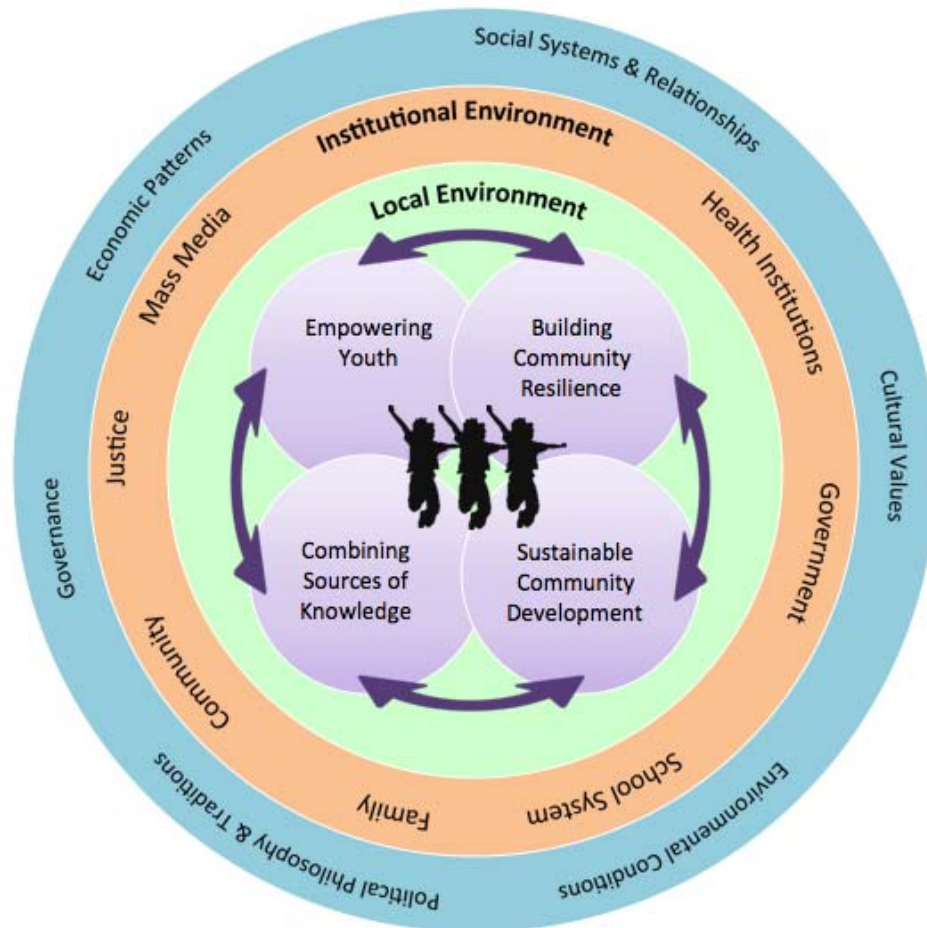 Social Systems & Relationships
Cultural Values
Environmental Conditions
Political Philosophy & Traditions
Governance
Economic Patterns
Institutional Environment
Health Institutions
Government
School System
Family
Community
Justice
Mass Media
Local Environment
Empowering
Youth
Building
Community
Resilience
Combining
Sources of
Knowledge
Sustainable
Community
Development